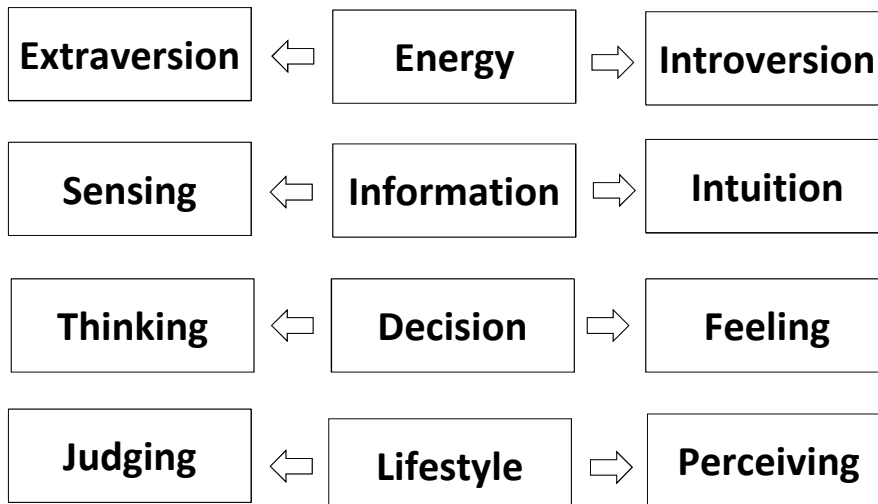 Extraversion Energy Introversion
Sensing Information Intuition
Thinking Decision Feeling
Judging Lifestyle Perceiving